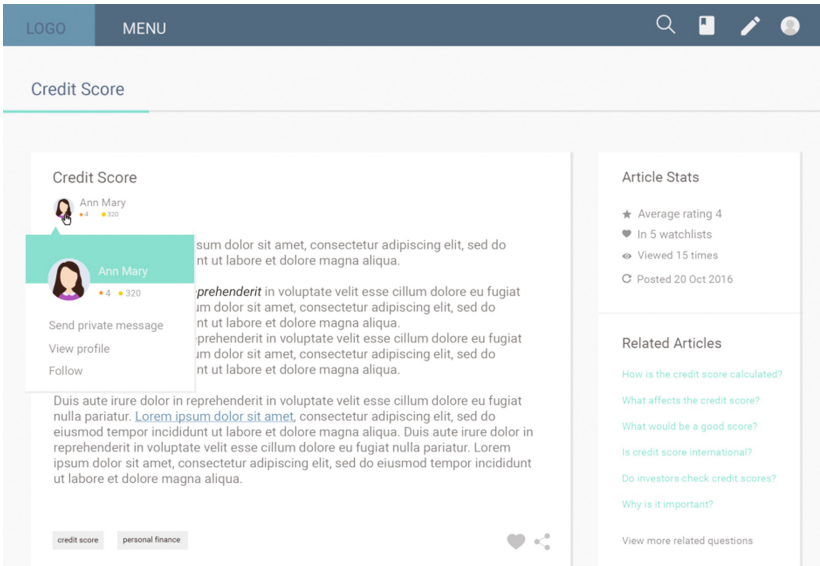 LOGO
MENU
Credit Score
Credit Score
Ann Mary
4 320
Ann Mary
4 320
Send private message
View profile
Follow
sum dolor sit amet, consectetur adipiscing elit, sed do
nt ut labore et dolore magna aliqua.
prehenderit in voluptate velit esse cillum dolore eu fugiat
um dolor sit amet, consectetur adipiscing elit, sed do
nt ut labore et dolore magna aliqua.
eprehenderit in voluptate velit esse cillum dolore eu fugiat
um dolor sit amet, consectetur adipiscing elit, sed do
nt ut labore et dolore magna aliqua.
Duis aute irure dolor in reprehenderit in voluptate velit esse cillum dolore eu fugiat
nulla pariatur. Lorem ipsum dolor sit amet, consectetur adipiscing elit, sed do
eiusmod tempor incididunt ut labore et dolore magna aliqua. Duis aute irure dolor in
reprehenderit in voluptate velit esse cillum dolore eu fugiat nulla pariatur. Lorem
ipsum dolor sit amet, consectetur adipiscing elit, sed do eiusmod tempor incididunt
ut labore et dolore magna aliqua.
credit score
personal finance
Article Stats
Average rating 4
In 5 watchlists
Viewed 15 times
Posted 20 Oct 2016
Related Articles
How is the credit score calculated?
What affects the credit score?
What would be a good score?
Is credit score international?
Do investors check credit scores?
Why is it important?
View more related questions